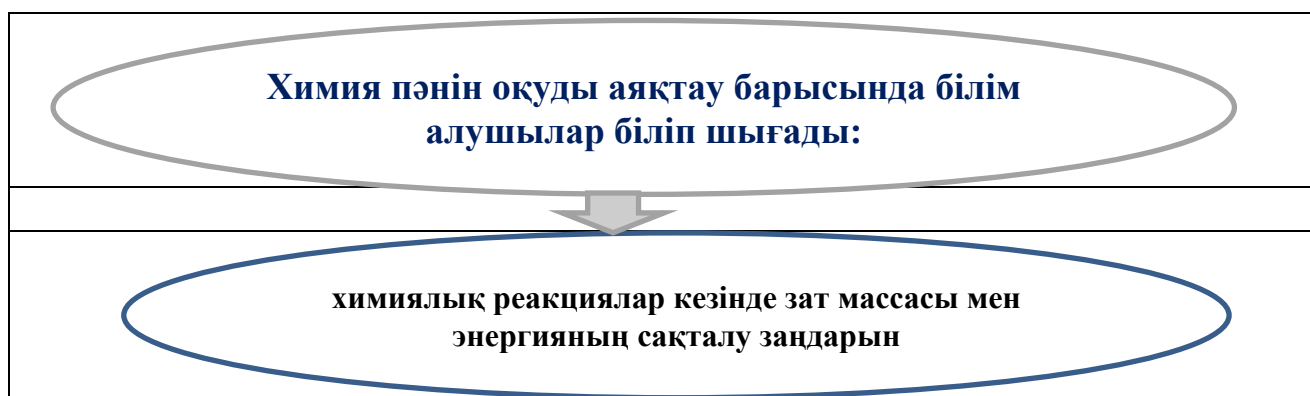 Химия пәнін оқуды аяқтау барысында білім
алушылар біліп шығады:
химиялық реакциялар кезінде зат массасы мен
энергияның сақталу заңдарын